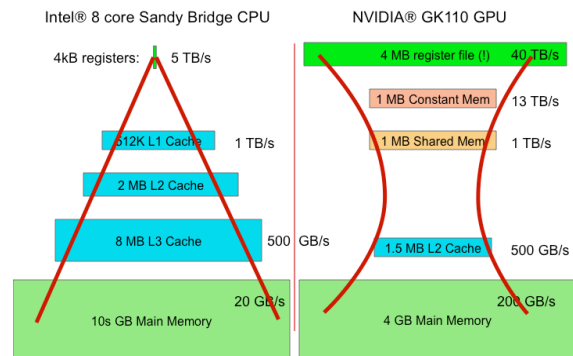 Intel® 8 core Sandy Bridge CPU
4kB registers: 5 TB/s
512K L1 Cache 1 TB/s
2 MB L2 Cache
8 MB L3 Cache 500 GB/s
20 GB/s
10s GB Main Memory
NVIDIA® GK110 GPU
4 MB register file (!) 40 TB/s
1 MB Constant Mem 13 TB/s
1 MB Shared Mem 1 TB/s
1.5 MB L2 Cache 500 GB/s
200 GB/s
4 GB Main Memory